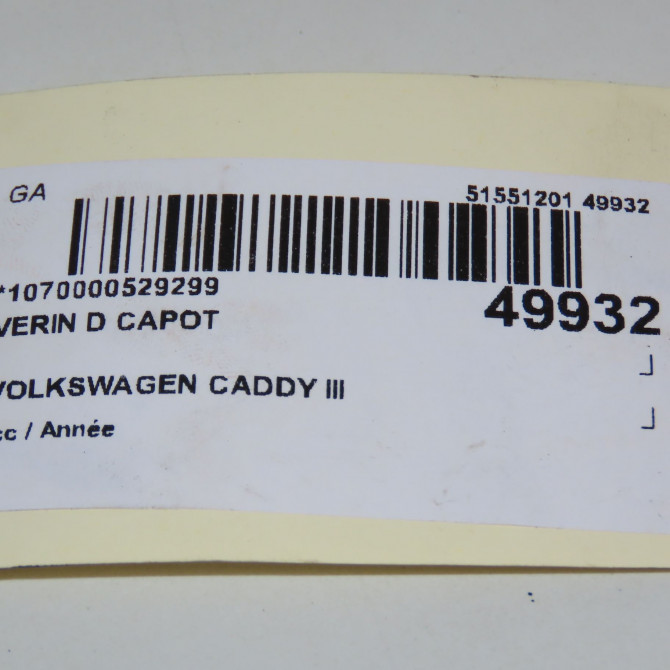 GA
51551201 49932
*1070000529299
49932
VERIN D CAPOT
VOLKSWAGEN CADDY III
cc / Année